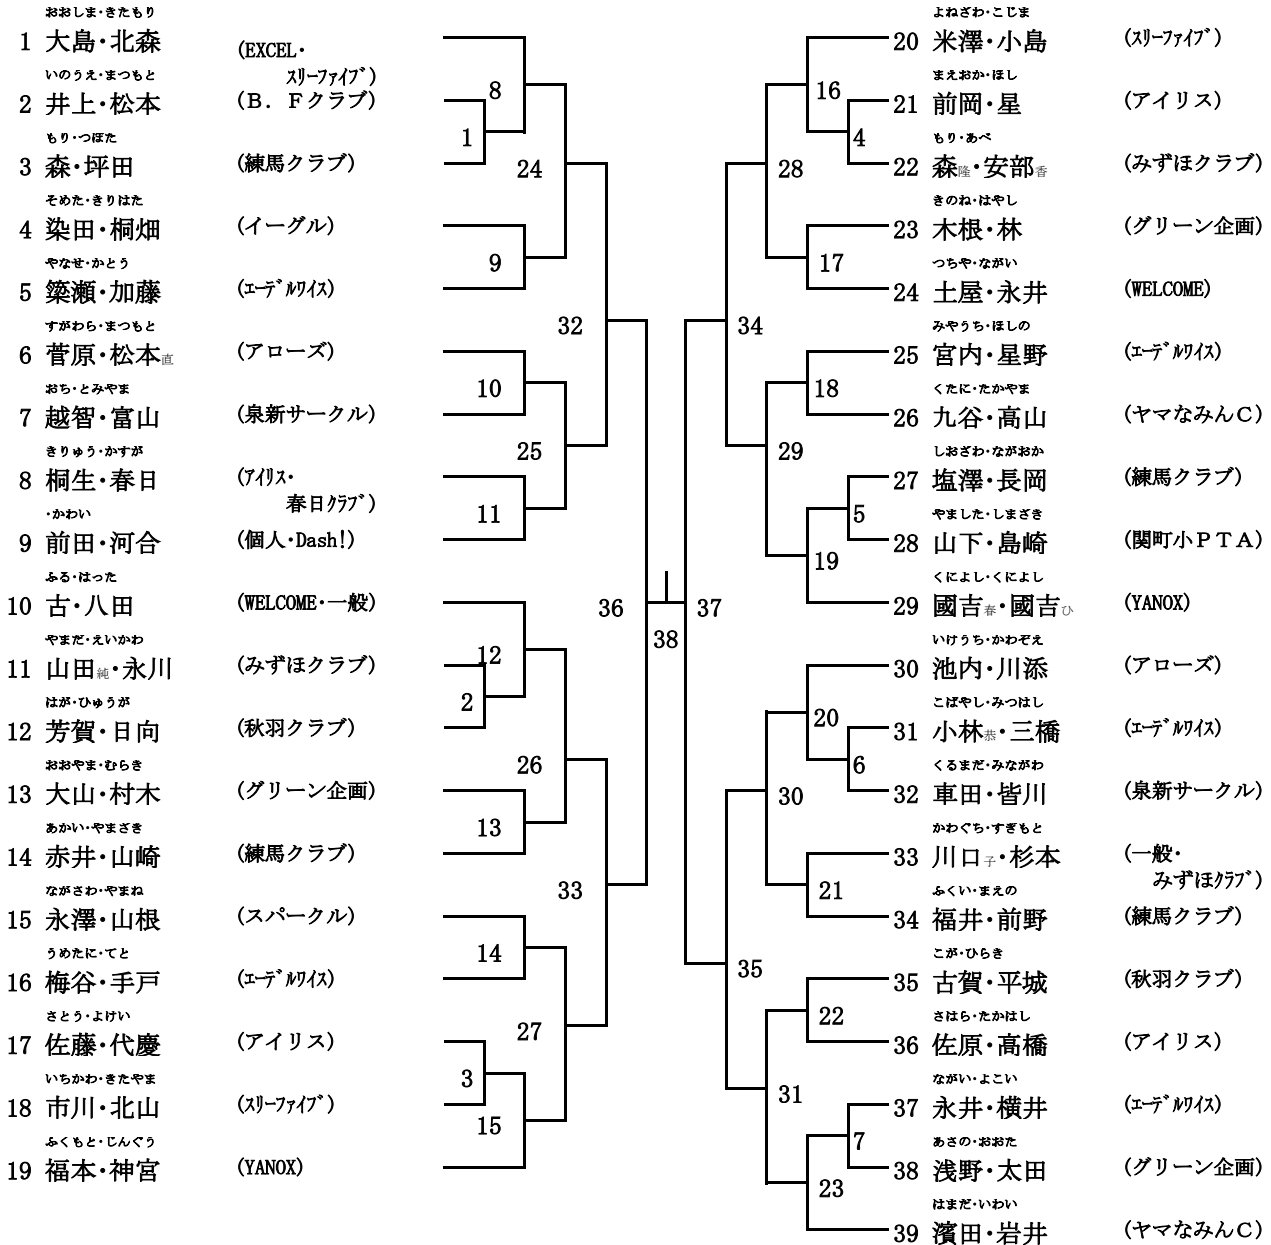 おおしま・きたもり
1 大島・北森 (EXCEL・
スリーファイブ)
いのうえ・まつもと
2 井上・松本 (B．Fクラブ)
もり・つぼた
3 森・坪田 (練馬クラブ)
そめた・きりはた
4 染田・桐畑 (イーグル)
やなせ・かとう
5 簗瀬・加藤 (エーデルワイス)
すがわら・まつもと
6 菅原・松本直 (アローズ)
おち・とみやま
7 越智・富山 (泉新サークル)
きりゅう・かすが
8 桐生・春日 (アイリス・
春日クラブ)
・かわい
9 前田・河合 (個人・Dash!)
ふる・はった
10 古・八田 (WELCOME・一般)
やまだ・えいかわ
11 山田純・永川 (みずほクラブ)
はが・ひゅうが
12 芳賀・日向 (秋羽クラブ)
おおやま・むらき
13 大山・村木 (グリーン企画)
あかい・やまざき
14 赤井・山崎 (練馬クラブ)
ながさわ・やまね
15 永澤・山根 (スパークル)
うめたに・てと
16 梅谷・手戸 (エーデルワイス)
さとう・よけい
17 佐藤・代慶 (アイリス)
いちかわ・きたやま
18 市川・北山 (スリーファイブ)
ふくもと・じんぐう
19 福本・神宮 (YANOX)
8
1
24
9
32
10
25
11
36
12
2
26
13
33
14
27
3
15
38
37
16
4
28
17
34
18
29
5
19
20
6
30
21
35
22
31
7
23
よねざわ・こじま
20 米澤・小島 (スリーファイブ)
まえおか・ほし
21 前岡・星 (アイリス)
もり・あべ
22 森隆・安部香 (みずほクラブ)
きのね・はやし
23 木根・林 (グリーン企画)
つちや・ながい
24 土屋・永井 (WELCOME)
みやうち・ほしの
25 宮内・星野 (エーデルワイス)
くたに・たかやま
26 九谷・高山 (ヤマなみんC)
しおざわ・ながおか
27 塩澤・長岡 (練馬クラブ)
やました・しまざき
28 山下・島崎 (関町小PTA)
くによし・くによし
29 國吉春・國吉ひ (YANOX)
いけうち・かわぞえ
30 池内・川添 (アローズ)
こばやし・みつはし
31 小林恭・三橋 (エーデルワイス)
くるまだ・みながわ
32 車田・皆川 (泉新サークル)
かわぐち・すぎもと
33 川口子・杉本 (一般・
みずほクラブ)
ふくい・まえの
34 福井・前野 (練馬クラブ)
こが・ひらき
35 古賀・平城 (秋羽クラブ)
さはら・たかはし
36 佐原・高橋 (アイリス)
ながい・よこい
37 永井・横井 (エーデルワイス)
あさの・おおた
38 浅野・太田 (グリーン企画)
はまだ・いわい
39 濱田・岩井 (ヤマなみんC)